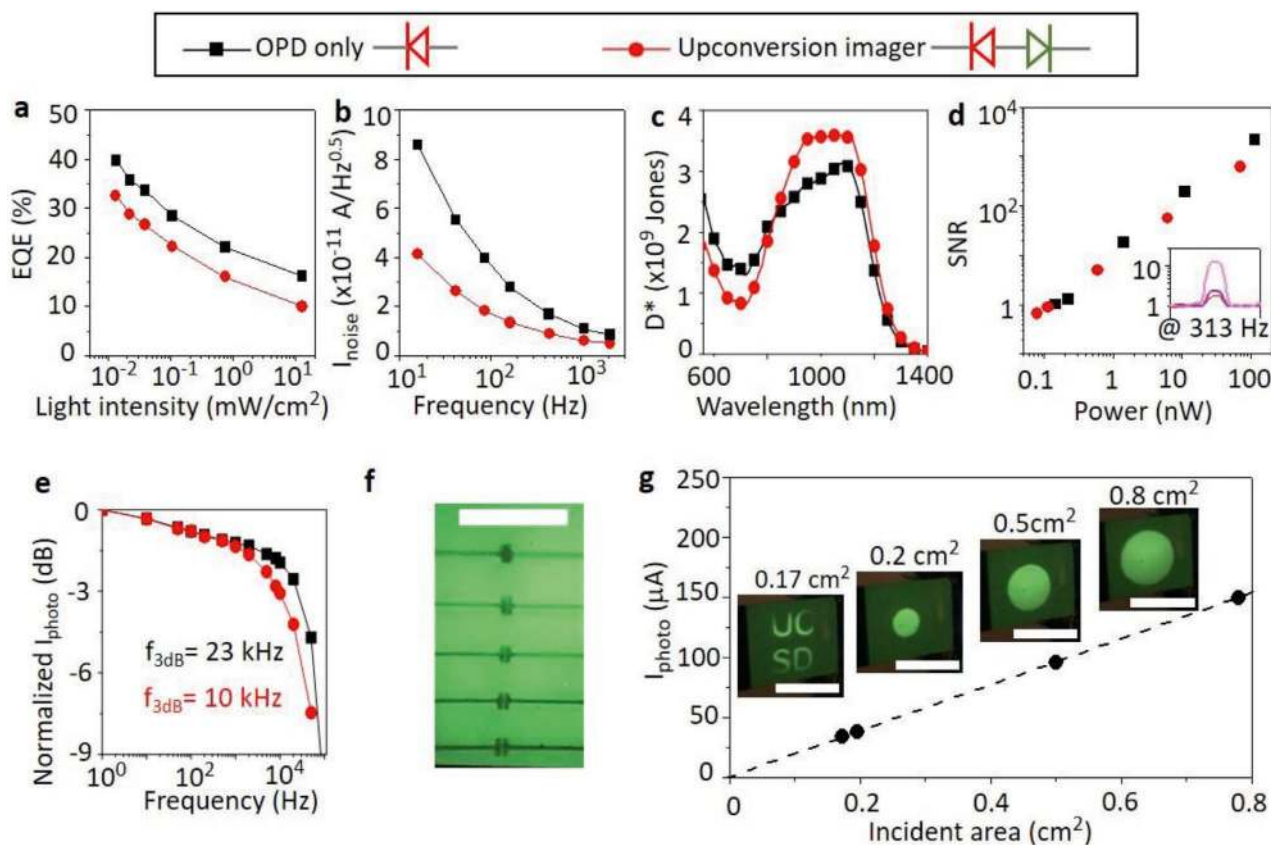 OPD only
Upconversion imager
a
50
40
30
20
10
0
EQE (%)
10⁻² 10⁻¹ 10⁰ 10¹
Light intensity (mW/cm²)
b
10
8
6
4
2
0
I_noise (x10⁻¹¹ A/Hz^0.5)
10¹ 10² 10³
Frequency (Hz)
c
4
3
2
1
0
D* (x10⁹ Jones)
600 1000 1400
Wavelength (nm)
d
10⁴
10²
1
SNR
0.1 1 10 100
Power (nW)
10
1
@ 313 Hz
e
0
-3
-6
-9
Normalized I_photo (dB)
f_3dB= 23 kHz
f_3dB= 10 kHz
10⁰ 10² 10⁴
Frequency (Hz)
f
g
250
200
150
100
50
0
I_photo (µA)
0.17 cm²
0.2 cm²
0.5cm²
0.8 cm²
UC
SD
0 0.2 0.4 0.6 0.8
Incident area (cm²)